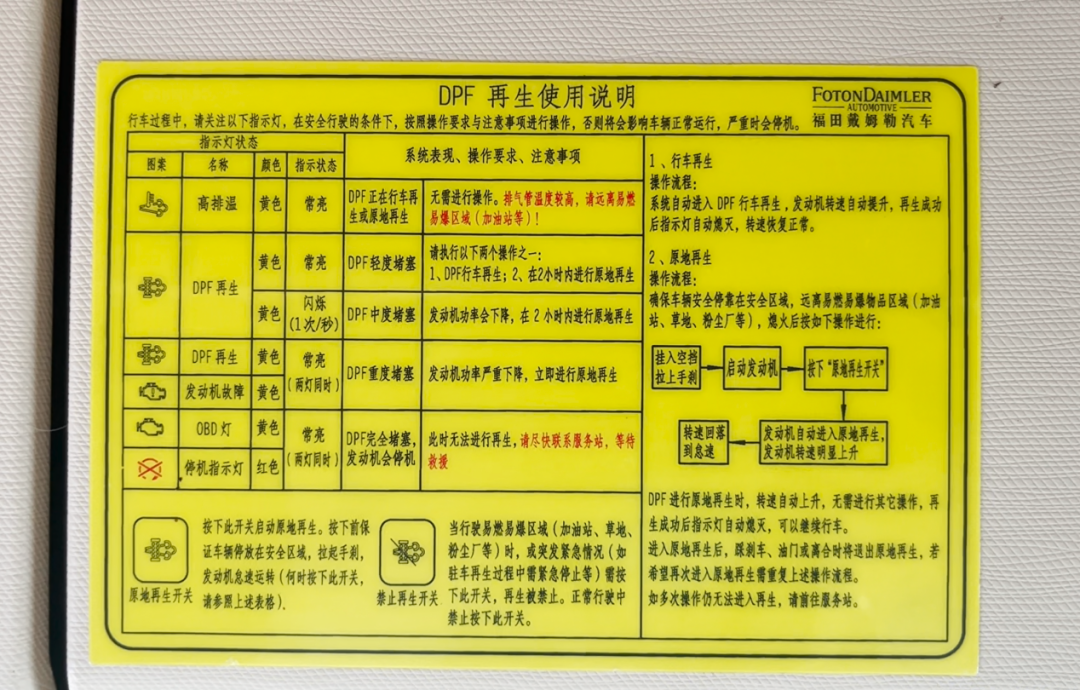 DPF 再生使用说明
FOTONDAIMLER
AUTOMOTIVE
福田戴姆勒汽车
行车过程中，请关注以下指示灯，在安全行驶的条件下，按照操作要求与注意事项进行操作，否则将会影响车辆正常运行，严重时会停机。
指示灯状态
系统表现、操作要求、注意事项
图案 名称 颜色 指示状态
高排温 黄色 常亮
DPF正在行车再
生或原地再生
无需进行操作。排气管温度较高，请远离易燃
易爆区域（加油站等）！
DPF 再生
黄色 常亮 DPF轻度堵塞
请执行以下两个操作之一：
1、DPF行车再生；2、在2小时内进行原地再生
黄色
闪烁
(1次/秒)
DPF中度堵塞 发动机功率会下降，在 2 小时内进行原地再生
DPF 再生 黄色
发动机故障 黄色
常亮
(两灯同时)
DPF重度堵塞 发动机功率严重下降，立即进行原地再生
OBD 灯 黄色
停机指示灯 红色
常亮
(两灯同时)
DPF完全堵塞，
发动机会停机
此时无法进行再生，请尽快联系服务站，等待
救援
原地再生开关
按下此开关启动原地再生。按下前保
证车辆停放在安全区域，拉起手刹，
发动机怠速运转（何时按下此开关，
请参照上述表格）.
禁止再生开关
当行驶易燃易爆区域（加油站、草地、
粉尘厂等）时，或突发紧急情况（如
驻车再生过程中需紧急停止等）需按
下此开关，再生被禁止。正常行驶中
禁止按下此开关。
1 、行车再生
操作流程：
系统自动进入 DPF 行车再生，发动机转速自动提升，再生成功
后指示灯自动熄灭，转速恢复正常。
2 、原地再生
操作流程：
确保车辆安全停靠在安全区域，远离易燃易爆物品区域（加油
站、草地、粉尘厂等），熄火后按如下操作进行：
挂入空挡
拉上手刹
启动发动机
按下“原地再生开关”
发动机自动进入原地再生，
发动机转速明显上升
转速回落
到怠速
DPF 进行原地再生时，转速自动上升，无需进行其它操作，再
生成功后指示灯自动熄灭，可以继续行车。
进入原地再生后，踩刹车、油门或离合时将退出原地再生，若
希望再次进入原地再生需重复上述操作流程。
如多次操作仍无法进入再生，请前往服务站。